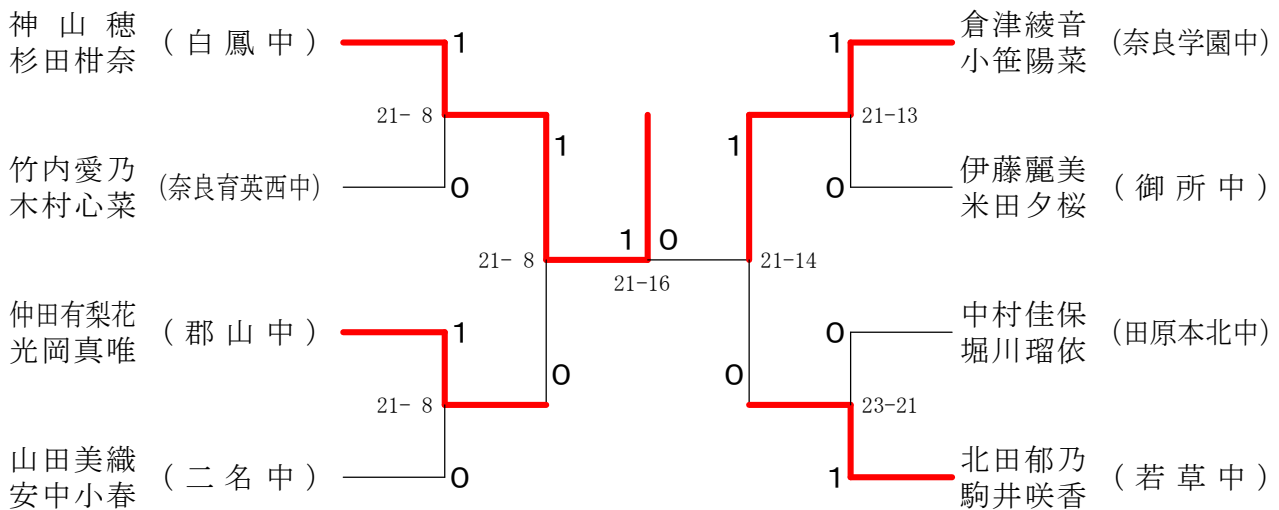 神山穂
杉田柑奈
(白鳳中)
1
21- 8
竹内愛乃
木村心菜
(奈良育英西中)
0
1
21- 8
仲田有梨花
光岡真唯
(郡山中)
1
21- 8
0
山田美織
安中小春
(二名中)
0
1
0
21-16
倉津綾音
小笹陽菜
(奈良学園中)
1
21-13
伊藤麗美
米田夕桜
(御所中)
0
1
21-14
中村佳保
堀川瑠依
(田原本北中)
0
23-21
0
北田郁乃
駒井咲香
(若草中)
1